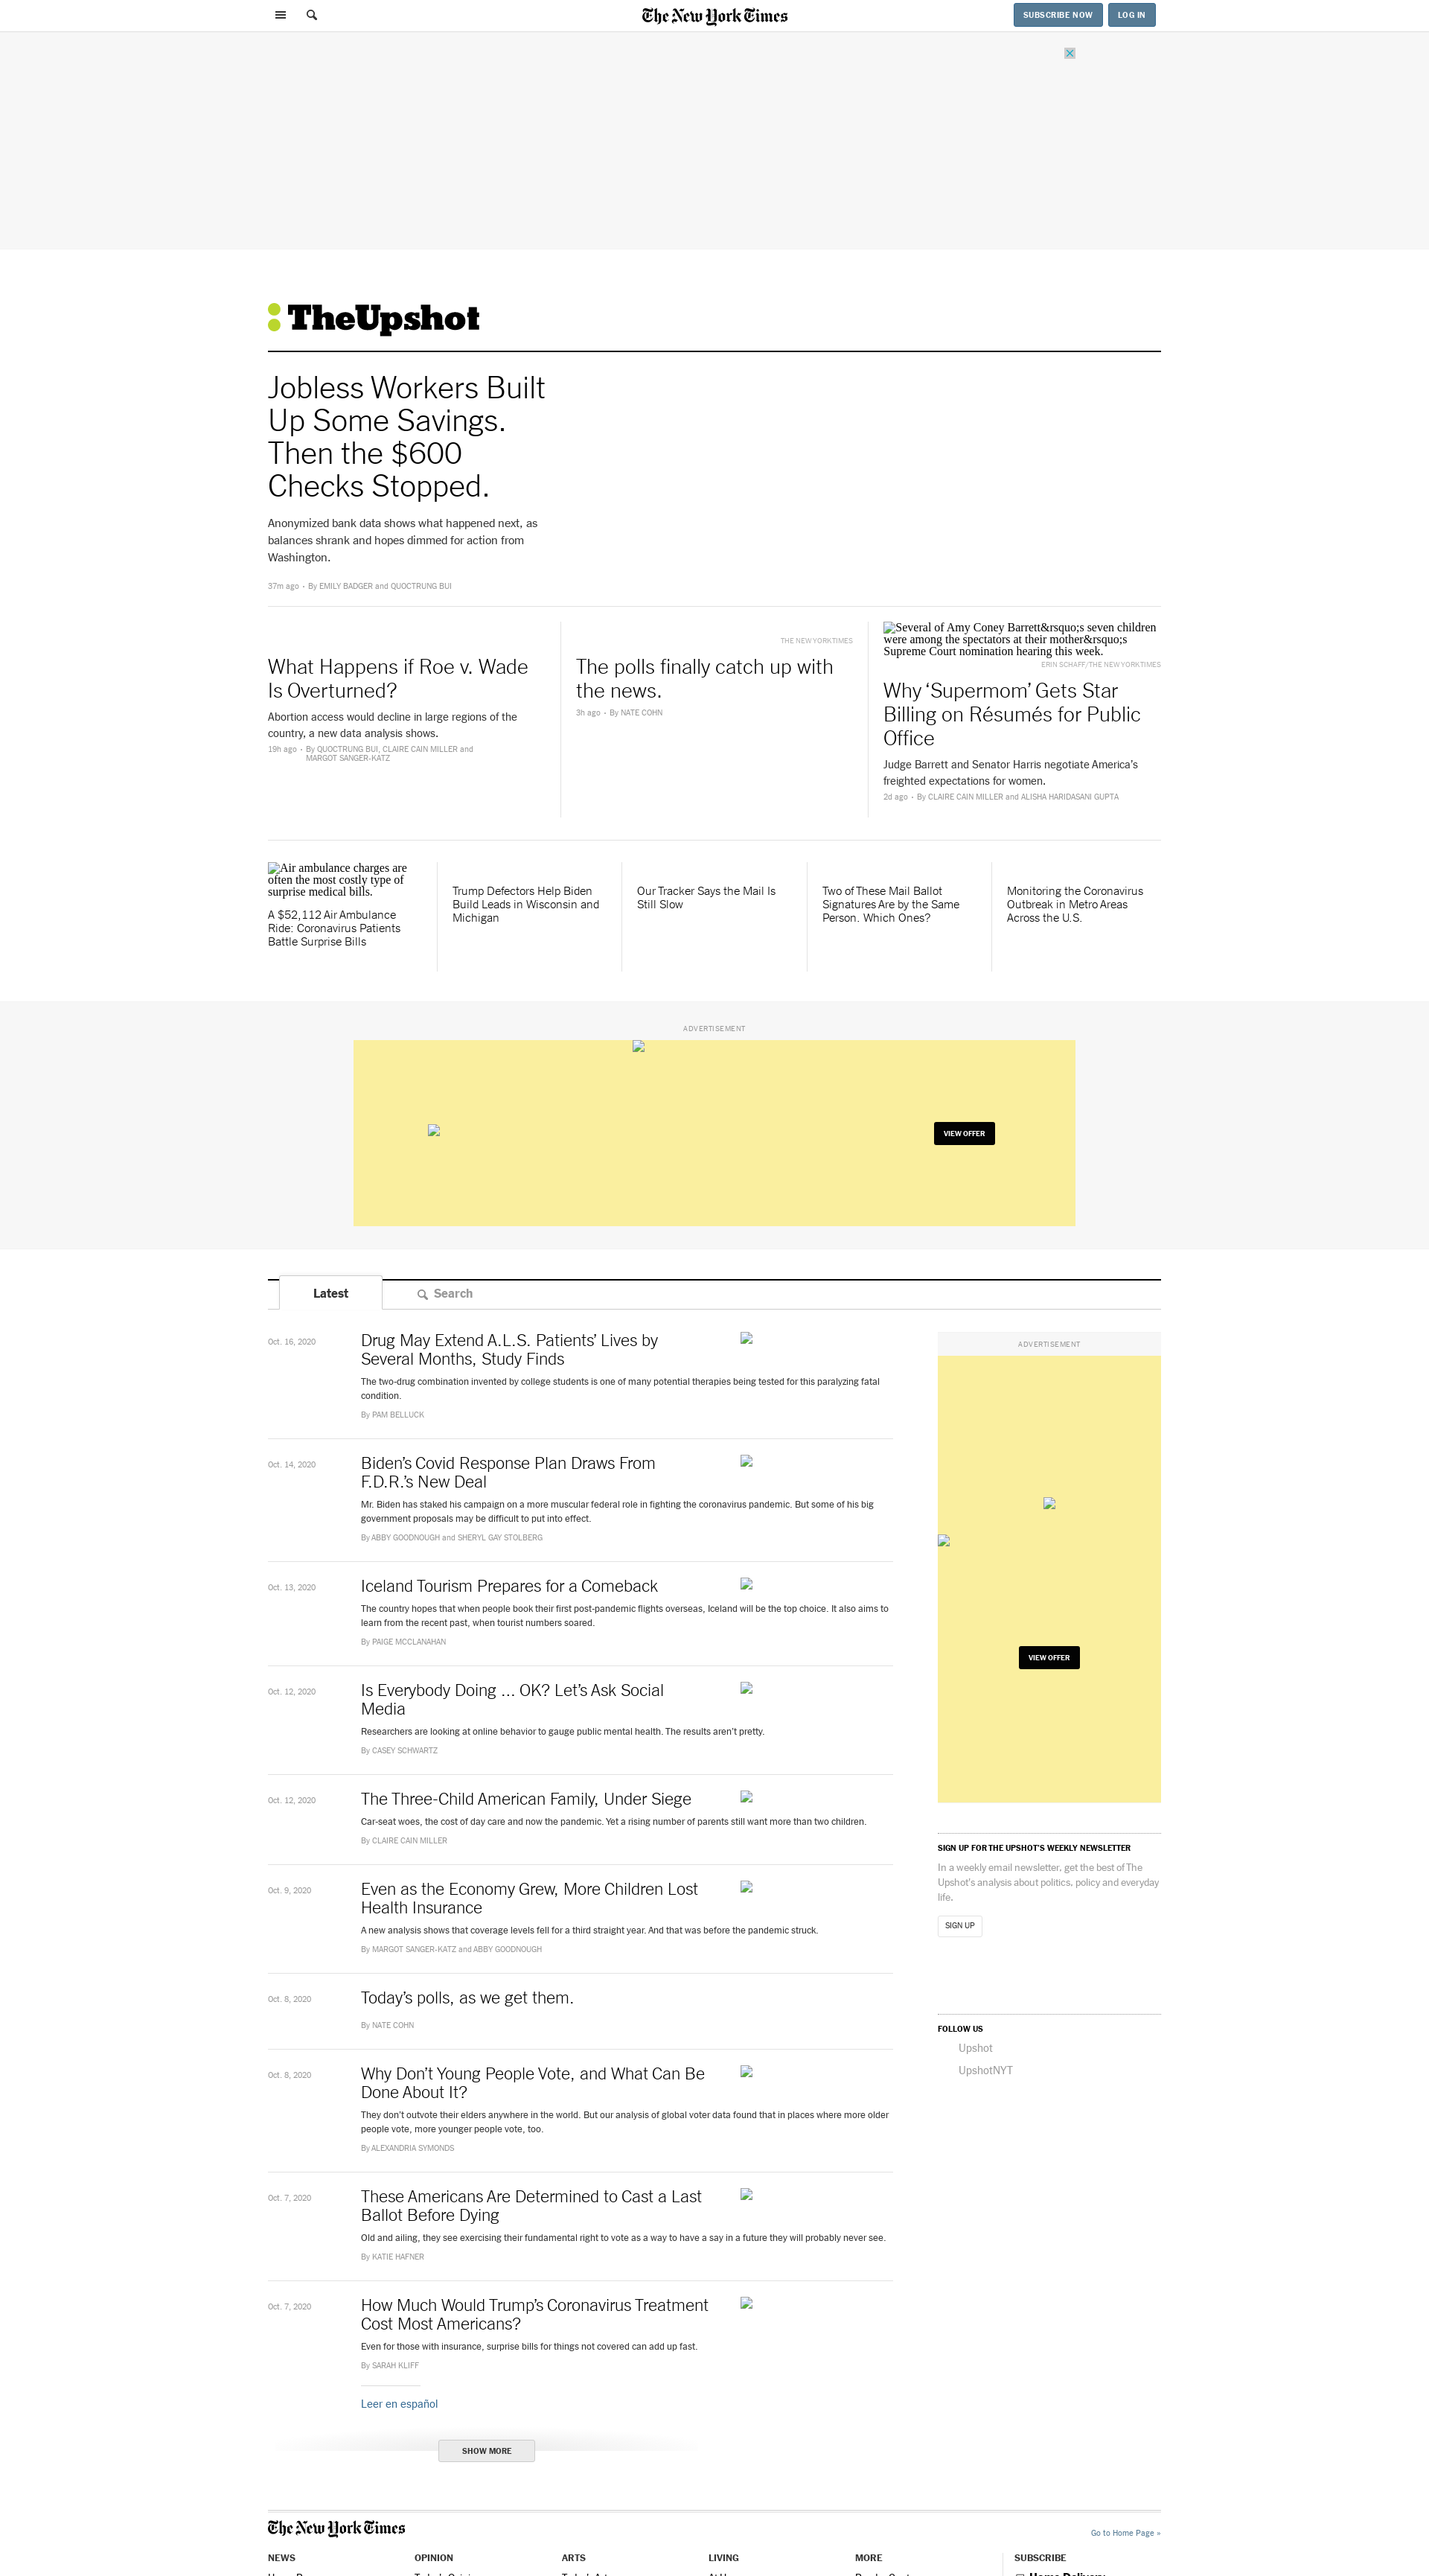 The New York Times
SUBSCRIBE NOW
LOG IN
TheUpshot
Jobless Workers Built
Up Some Savings.
Then the $600
Checks Stopped.
Anonymized bank data shows what happened next, as
balances shrank and hopes dimmed for action from
Washington.
37m ago • By EMILY BADGER and QUOCTRUNG BUI
What Happens if Roe v. Wade
Is Overturned?
Abortion access would decline in large regions of the
country, a new data analysis shows.
19h ago • By QUOCTRUNG BUI, CLAIRE CAIN MILLER and
MARGOT SANGER-KATZ
THE NEW YORK TIMES
The polls finally catch up with
the news.
3h ago • By NATE COHN
Several of Amy Coney Barrett&rsquo;s seven children
were among the spectators at their mother&rsquo;s
Supreme Court nomination hearing this week.
ERIN SCHAFF/THE NEW YORK TIMES
Why ‘Supermom’ Gets Star
Billing on Résumés for Public
Office
Judge Barrett and Senator Harris negotiate America’s
freighted expectations for women.
2d ago • By CLAIRE CAIN MILLER and ALISHA HARIDASANI GUPTA
Air ambulance charges are
often the most costly type of
surprise medical bills.
A $52,112 Air Ambulance
Ride: Coronavirus Patients
Battle Surprise Bills
Trump Defectors Help Biden
Build Leads in Wisconsin and
Michigan
Our Tracker Says the Mail Is
Still Slow
Two of These Mail Ballot
Signatures Are by the Same
Person. Which Ones?
Monitoring the Coronavirus
Outbreak in Metro Areas
Across the U.S.
ADVERTISEMENT
VIEW OFFER
Latest
Search
Oct. 16, 2020
Drug May Extend A.L.S. Patients’ Lives by
Several Months, Study Finds
The two-drug combination invented by college students is one of many potential therapies being tested for this paralyzing fatal
condition.
By PAM BELLUCK
Oct. 14, 2020
Biden’s Covid Response Plan Draws From
F.D.R.’s New Deal
Mr. Biden has staked his campaign on a more muscular federal role in fighting the coronavirus pandemic. But some of his big
government proposals may be difficult to put into effect.
By ABBY GOODNOUGH and SHERYL GAY STOLBERG
Oct. 13, 2020
Iceland Tourism Prepares for a Comeback
The country hopes that when people book their first post-pandemic flights overseas, Iceland will be the top choice. It also aims to
learn from the recent past, when tourist numbers soared.
By PAIGE MCCLANAHAN
Oct. 12, 2020
Is Everybody Doing ... OK? Let’s Ask Social
Media
Researchers are looking at online behavior to gauge public mental health. The results aren’t pretty.
By CASEY SCHWARTZ
Oct. 12, 2020
The Three-Child American Family, Under Siege
Car-seat woes, the cost of day care and now the pandemic. Yet a rising number of parents still want more than two children.
By CLAIRE CAIN MILLER
Oct. 9, 2020
Even as the Economy Grew, More Children Lost
Health Insurance
A new analysis shows that coverage levels fell for a third straight year. And that was before the pandemic struck.
By MARGOT SANGER-KATZ and ABBY GOODNOUGH
Oct. 8, 2020
Today’s polls, as we get them.
By NATE COHN
Oct. 8, 2020
Why Don’t Young People Vote, and What Can Be
Done About It?
They don’t outvote their elders anywhere in the world. But our analysis of global voter data found that in places where more older
people vote, more younger people vote, too.
By ALEXANDRIA SYMONDS
Oct. 7, 2020
These Americans Are Determined to Cast a Last
Ballot Before Dying
Old and ailing, they see exercising their fundamental right to vote as a way to have a say in a future they will probably never see.
By KATIE HAFNER
Oct. 7, 2020
How Much Would Trump’s Coronavirus Treatment
Cost Most Americans?
Even for those with insurance, surprise bills for things not covered can add up fast.
By SARAH KLIFF
Leer en español
SHOW MORE
ADVERTISEMENT
VIEW OFFER
SIGN UP FOR THE UPSHOT’S WEEKLY NEWSLETTER
In a weekly email newsletter, get the best of The
Upshot's analysis about politics, policy and everyday
life.
SIGN UP
FOLLOW US
Upshot
UpshotNYT
The New York Times
Go to Home Page »
NEWS
OPINION
ARTS
LIVING
MORE
SUBSCRIBE